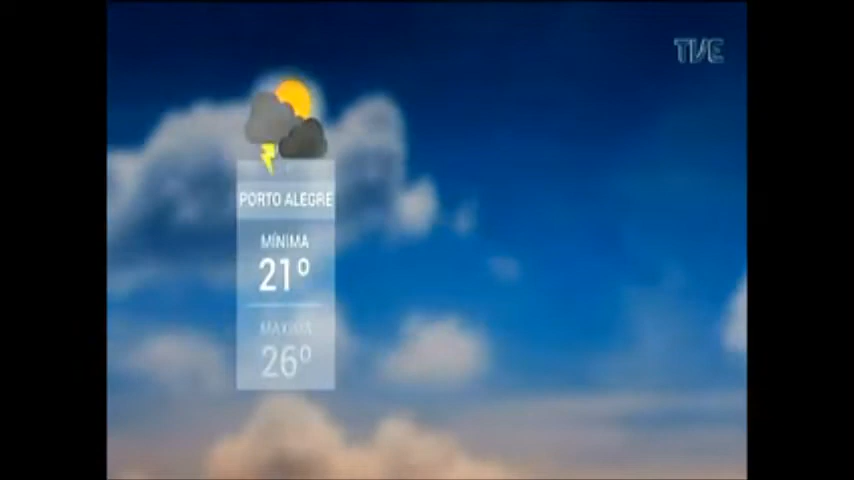 TVE
PORTO ALEGRE
MÍNIMA
21º
MÁXIMA
26º